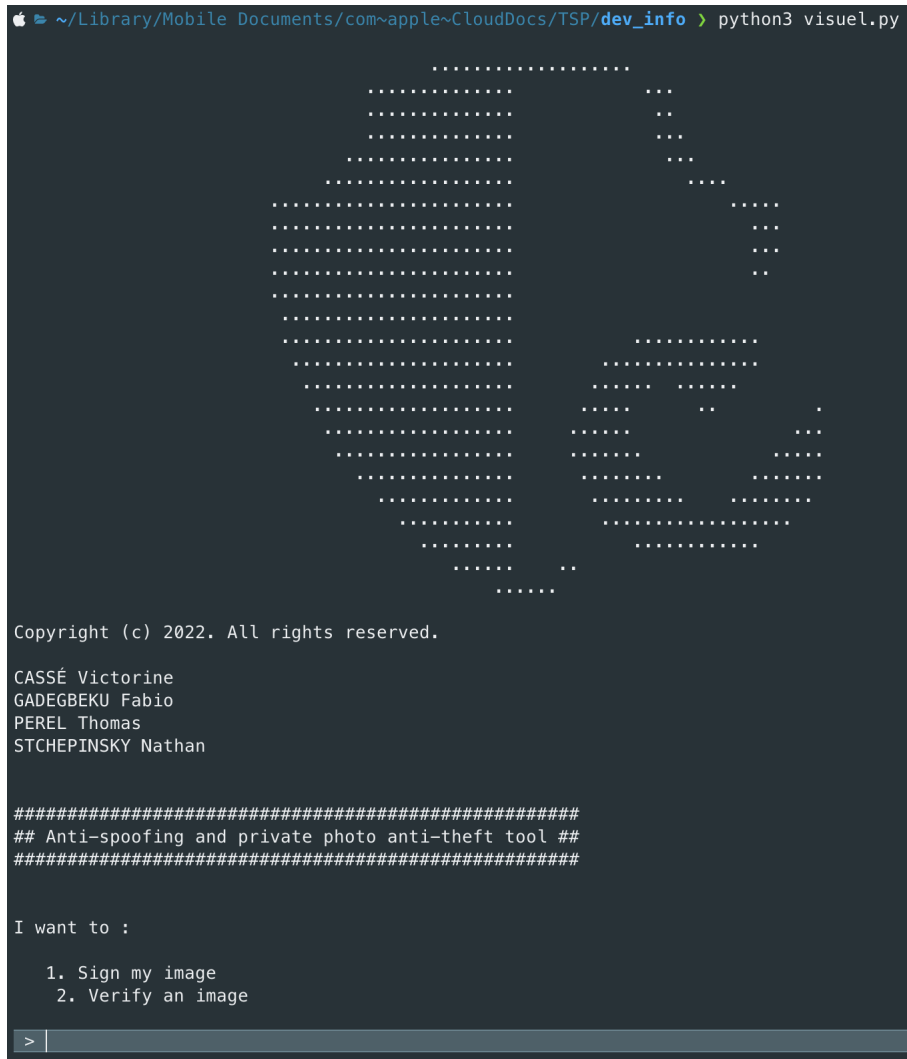 ~/Library/Mobile Documents/com~apple~CloudDocs/TSP/dev_info ❯ python3 visuel.py
Copyright (c) 2022. All rights reserved.
CASSÉ Victorine
GADEGBEKU Fabio
PEREL Thomas
STCHEPINSKY Nathan
#####################################################
## Anti-spoofing and private photo anti-theft tool ##
#####################################################
I want to :
1. Sign my image
2. Verify an image
>